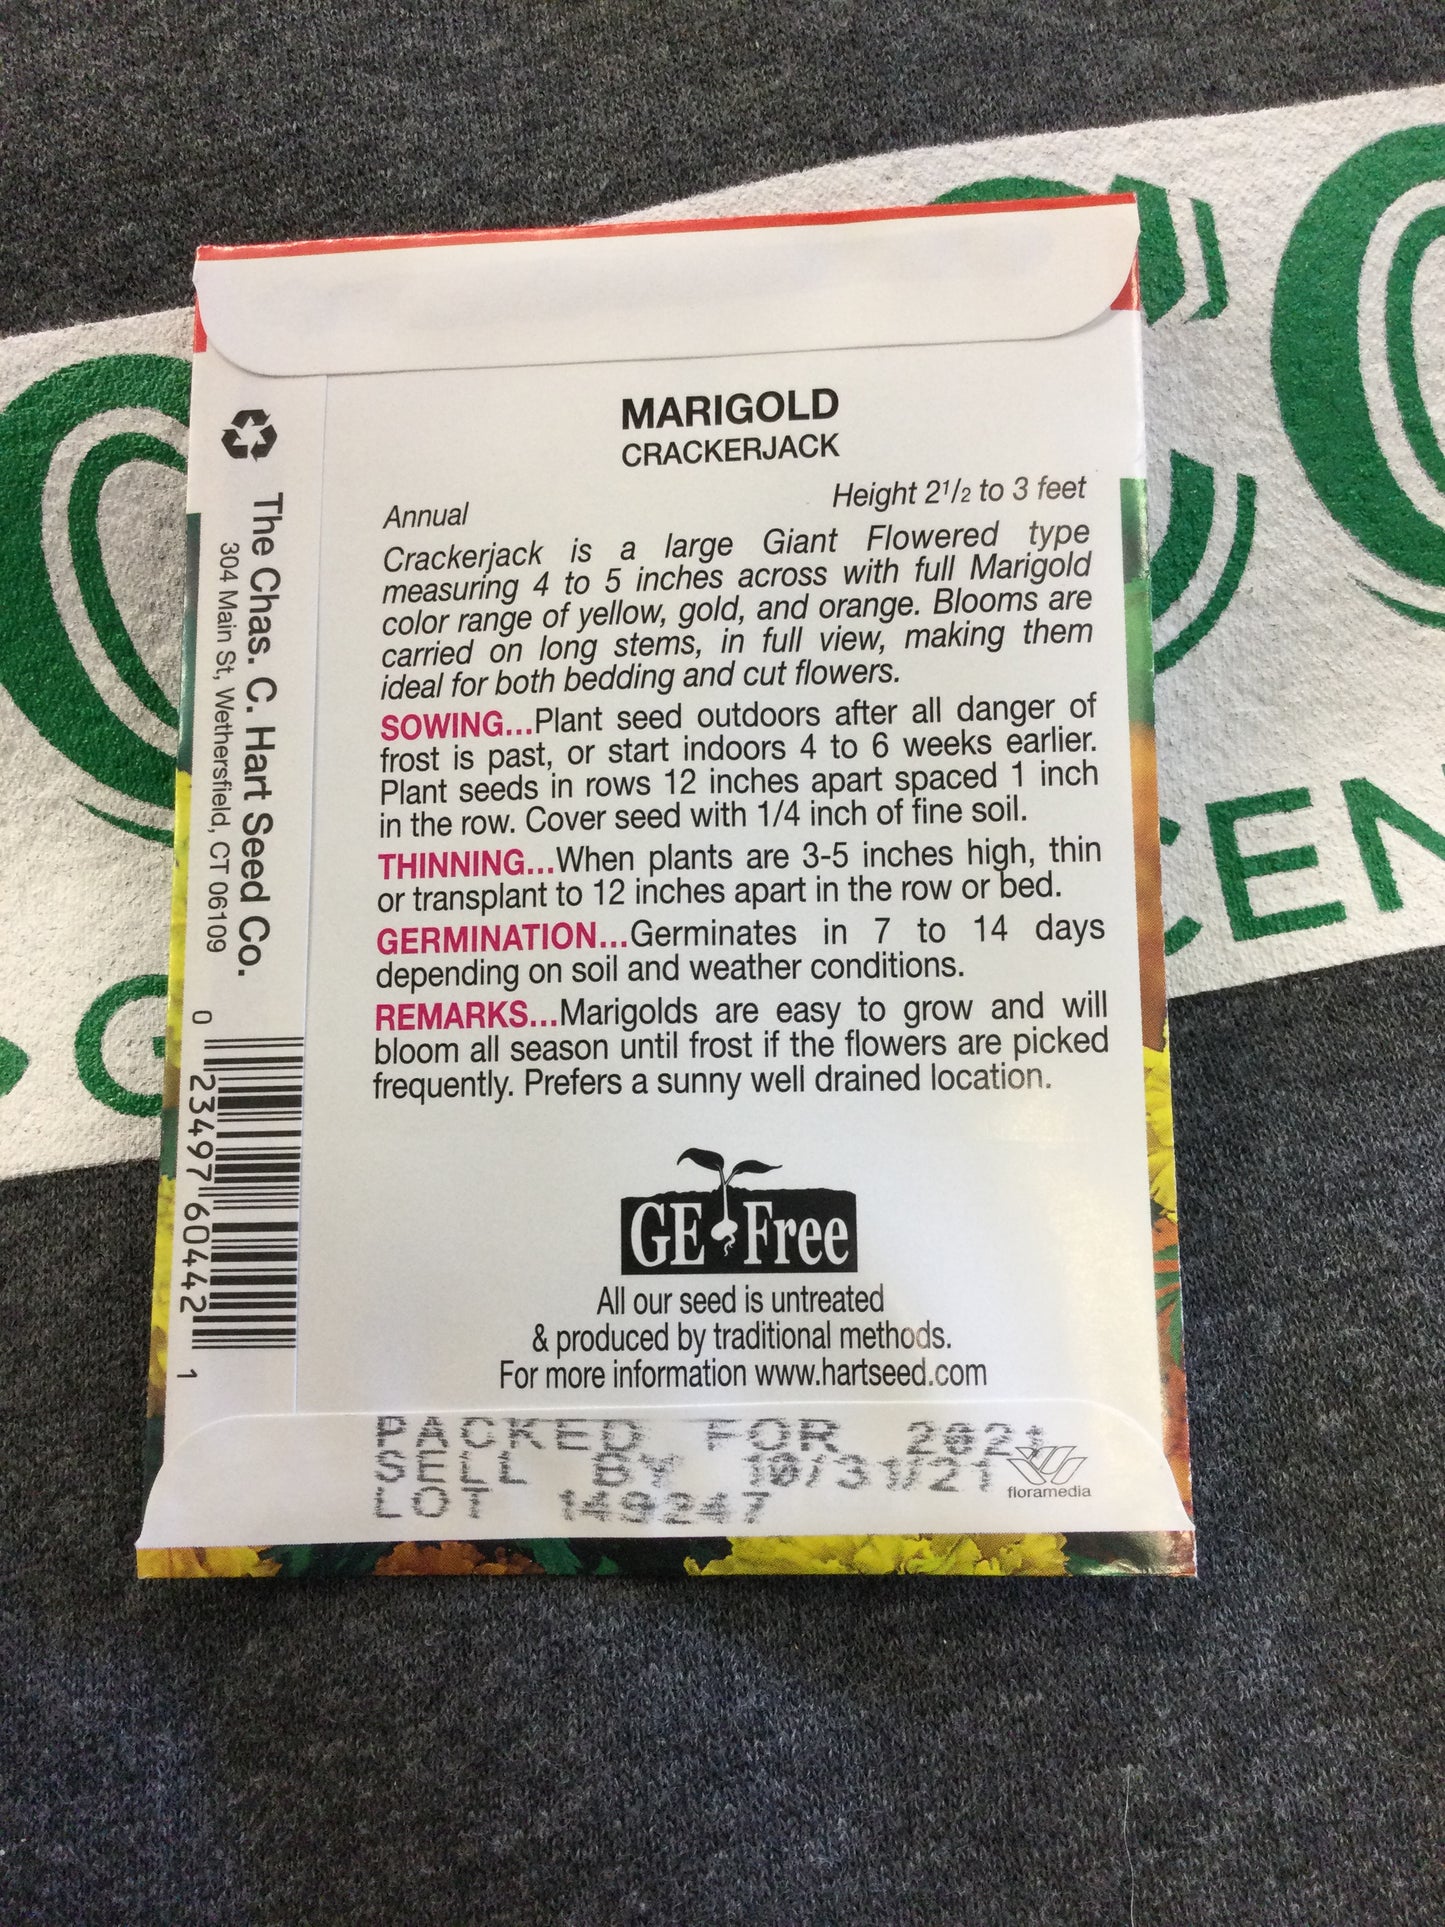 MARIGOLD
CRACKERJACK
Annual
Height 2 1/2 to 3 feet
Crackerjack is a large Giant Flowered type
measuring 4 to 5 inches across with full Marigold
color range of yellow, gold, and orange. Blooms are
carried on long stems, in full view, making them
ideal for both bedding and cut flowers.
SOWING...Plant seed outdoors after all danger of
frost is past, or start indoors 4 to 6 weeks earlier.
Plant seeds in rows 12 inches apart spaced 1 inch
in the row. Cover seed with 1/4 inch of fine soil.
THINNING...When plants are 3-5 inches high, thin
or transplant to 12 inches apart in the row or bed.
GERMINATION...Germinates in 7 to 14 days
depending on soil and weather conditions.
REMARKS...Marigolds are easy to grow and will
bloom all season until frost if the flowers are picked
frequently. Prefers a sunny well drained location.
GE Free
All our seed is untreated
& produced by traditional methods.
For more information www.hartseed.com
PACKED FOR 2021
SELL BY 10/31/21
LOT 149247
floramedia
The Chas. C. Hart Seed Co.
304 Main St, Wethersfield, CT 06109
0 23497 60442 1